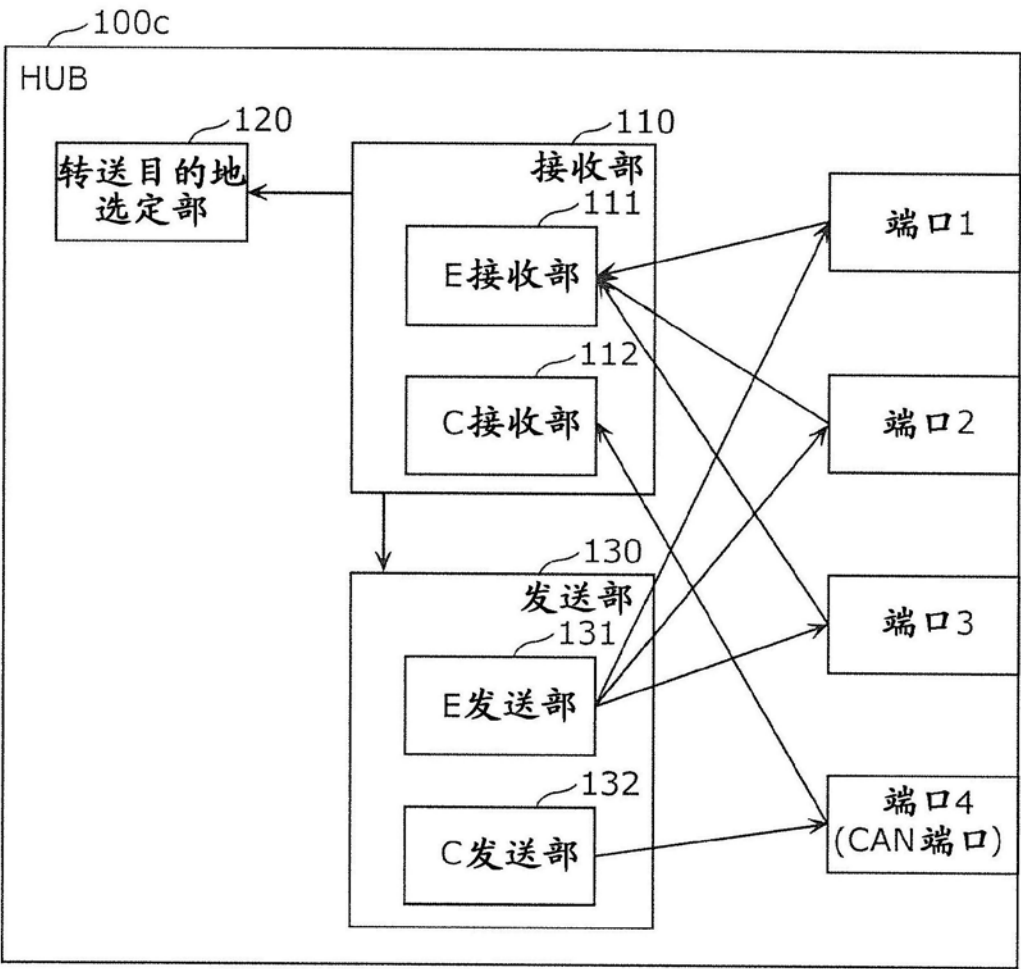 100c
HUB
120
转送目的地
选定部
110
接收部
111
E接收部
112
C接收部
130
发送部
131
E发送部
132
C发送部
端口1
端口2
端口3
端口4
(CAN端口)